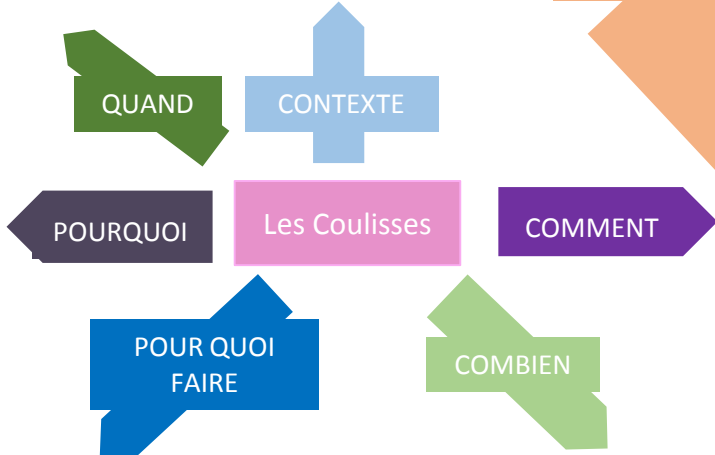 QUAND
CONTEXTE
POURQUOI
Les Coulisses
COMMENT
POUR QUOI
FAIRE
COMBIEN